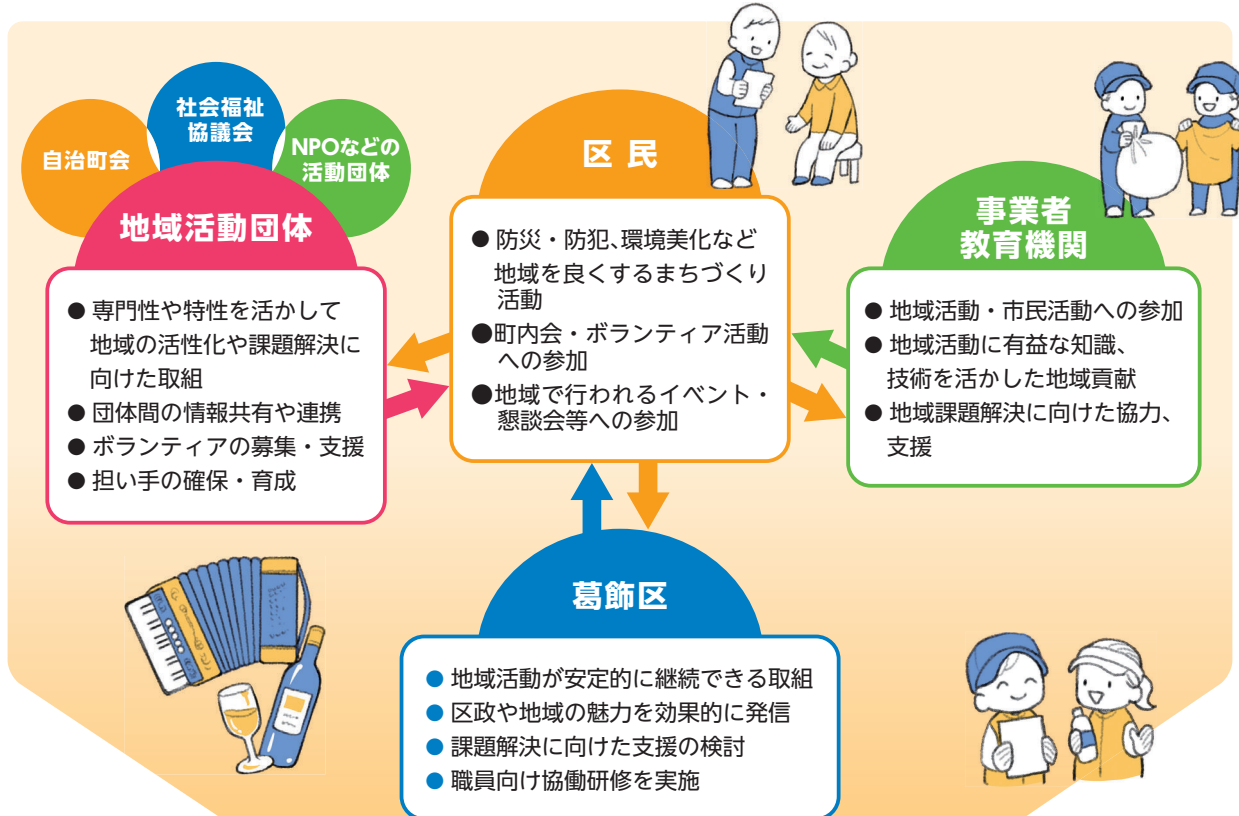 自治町会
社会福祉
協議会
NPOなどの
活動団体
地域活動団体
● 専門性や特性を活かして
地域の活性化や課題解決に
向けた取組
● 団体間の情報共有や連携
● ボランティアの募集・支援
● 担い手の確保・育成
区民
● 防災・防犯、環境美化など
地域を良くするまちづくり
活動
●町内会・ボランティア活動
への参加
●地域で行われるイベント・
懇談会等への参加
事業者
教育機関
● 地域活動・市民活動への参加
● 地域活動に有益な知識、
技術を活かした地域貢献
● 地域課題解決に向けた協力、
支援
葛飾区
● 地域活動が安定的に継続できる取組
● 区政や地域の魅力を効果的に発信
● 課題解決に向けた支援の検討
● 職員向け協働研修を実施